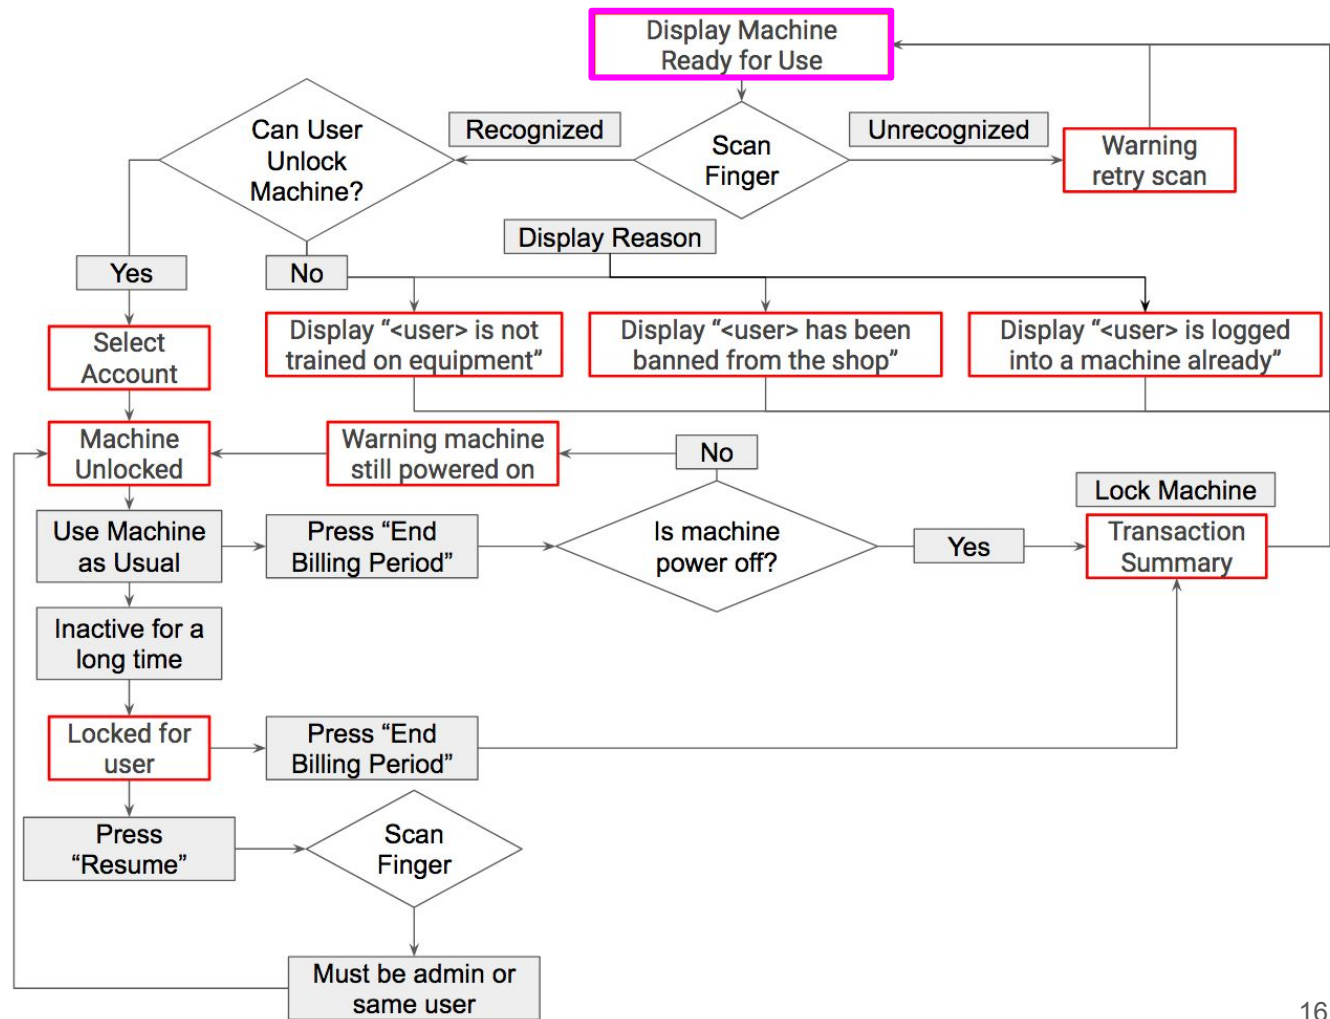 Display Machine
Ready for Use
Can User
Unlock
Machine?
Recognized
Scan
Finger
Unrecognized
Warning
retry scan
Display Reason
Yes
No
Select
Account
Display “<user> is not
trained on equipment”
Display “<user> has been
banned from the shop”
Display “<user> is logged
into a machine already”
Machine
Unlocked
Warning machine
still powered on
No
Lock Machine
Use Machine
as Usual
Press “End
Billing Period”
Is machine
power off?
Yes
Transaction
Summary
Inactive for a
long time
Locked for
user
Press “End
Billing Period”
Press
“Resume”
Scan
Finger
Must be admin or
same user
16